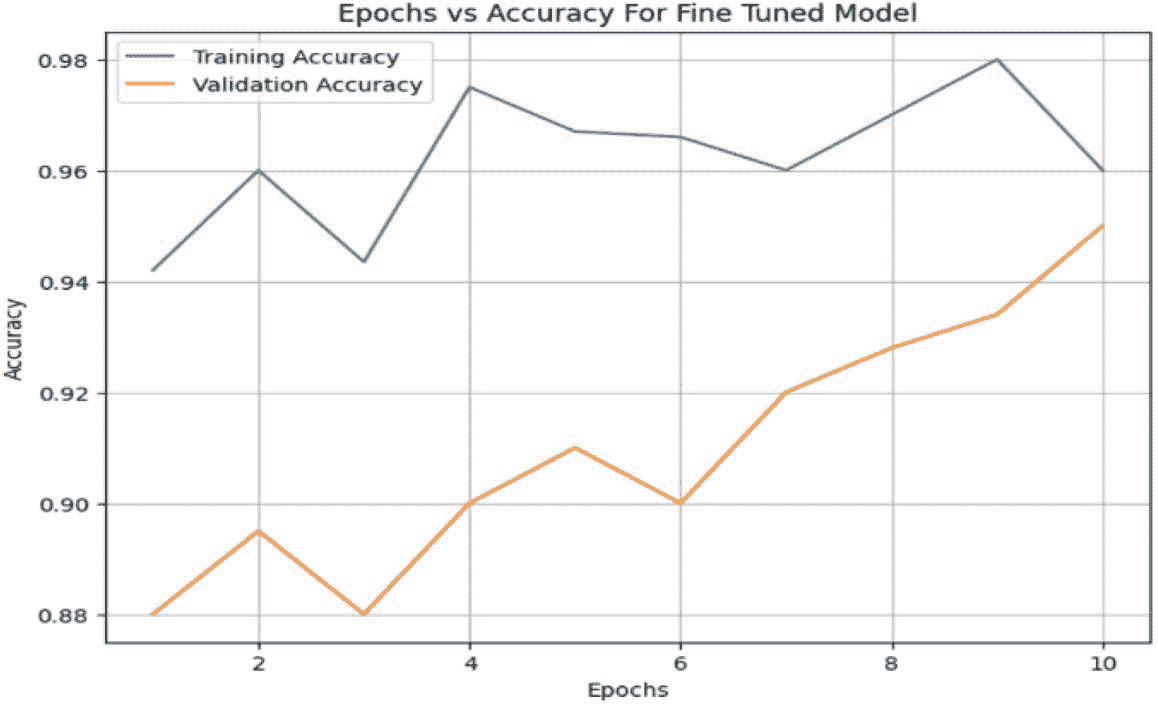 Epochs vs Accuracy For Fine Tuned Model
Training Accuracy
Validation Accuracy
0.98
0.96
0.94
0.92
0.90
0.88
Accuracy
2
4
6
8
10
Epochs